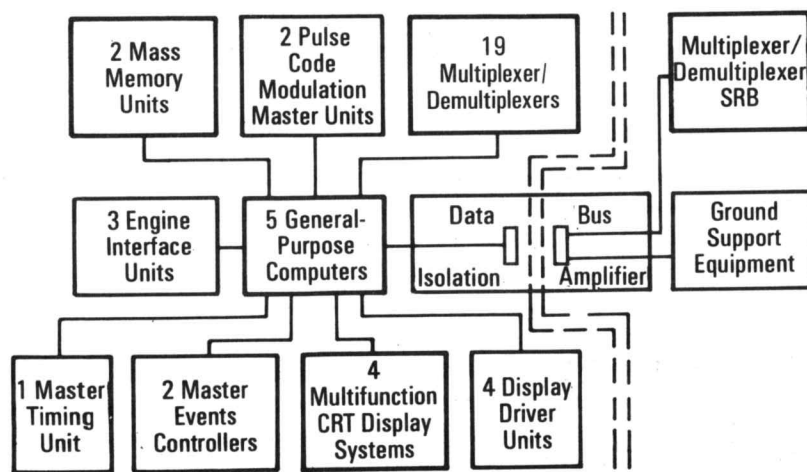 2 Mass
Memory
Units
2 Pulse
Code
Modulation
Master Units
19
Multiplexer/
Demultiplexers
Multiplexer/
Demultiplexer
SRB
3 Engine
Interface
Units
5 General-
Purpose
Computers
Data Bus
Isolation Amplifier
Ground
Support
Equipment
1 Master
Timing
Unit
2 Master
Events
Controllers
4
Multifunction
CRT Display
Systems
4 Display
Driver
Units